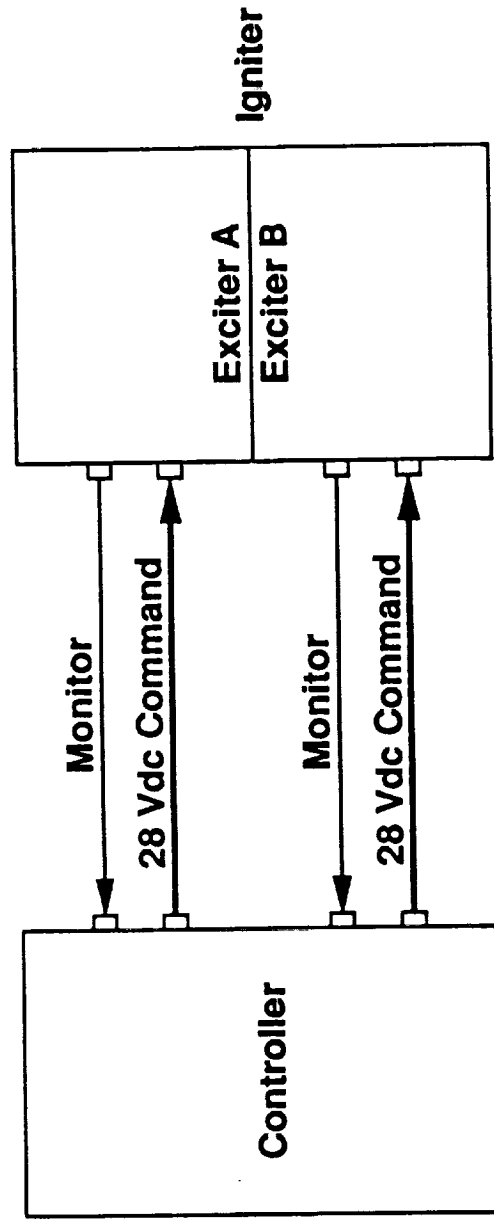 Controller
Monitor
28 Vdc Command
Monitor
28 Vdc Command
Exciter A
Exciter B
Igniter